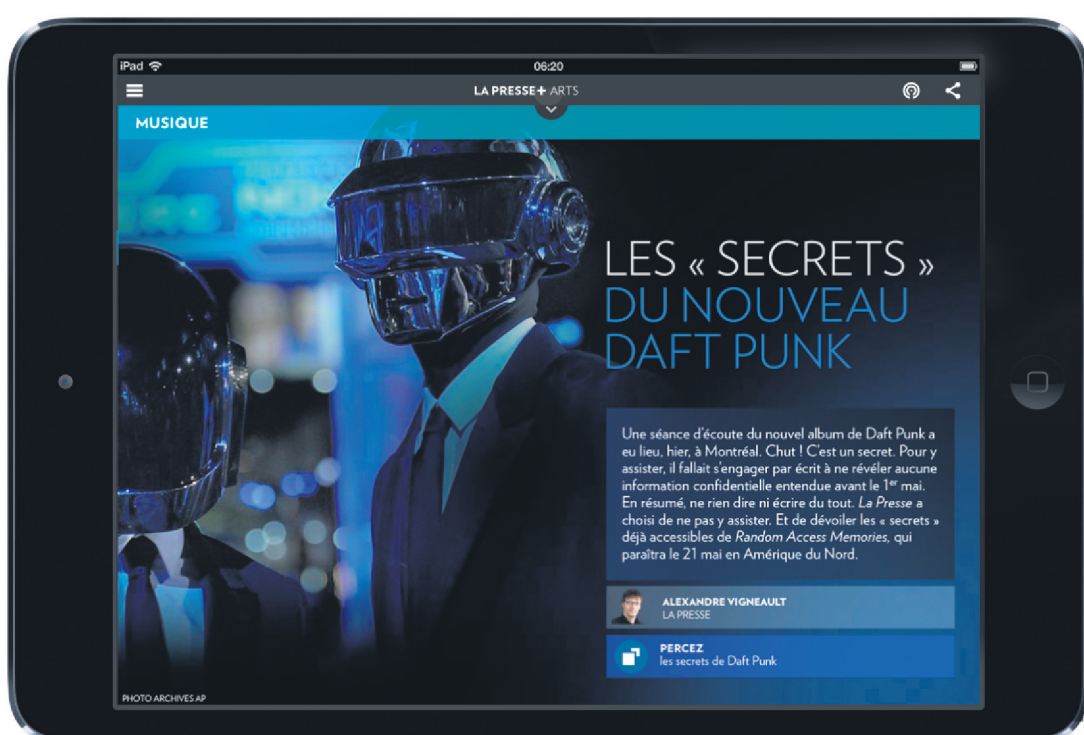 iPad
06:20
LA PRESSE+ ARTS
MUSIQUE
LES « SECRETS »
DU NOUVEAU
DAFT PUNK
Une séance d'écoute du nouvel album de Daft Punk a
eu lieu, hier, à Montréal. Chut ! C'est un secret. Pour y
assister, il fallait s'engager par écrit à ne révéler aucune
information confidentielle entendue avant le 1er mai.
En résumé, ne rien dire ni écrire du tout. La Presse a
choisi de ne pas y assister. Et de dévoiler les « secrets »
déjà accessibles de Random Access Memories, qui
paraîtra le 21 mai en Amérique du Nord.
ALEXANDRE VIGNEAULT
LA PRESSE
PERCEZ
les secrets de Daft Punk
PHOTO ARCHIVES AP